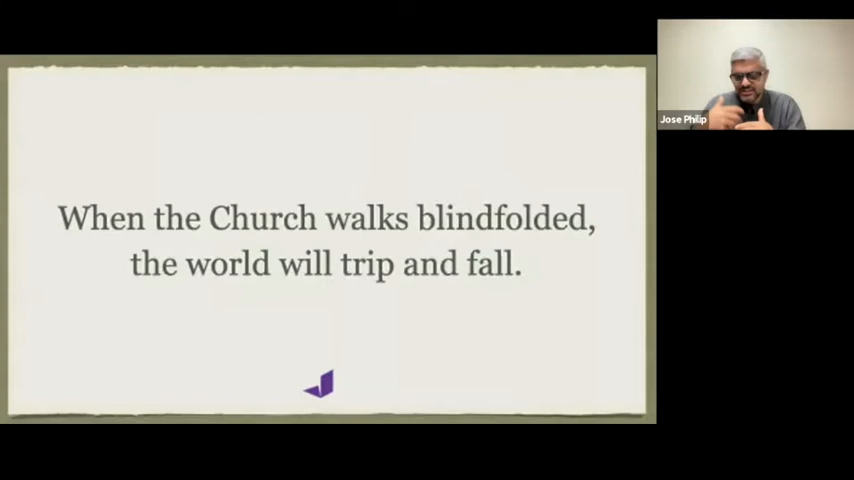 When the Church walks blindfolded,
the world will trip and fall.
Jose Philip